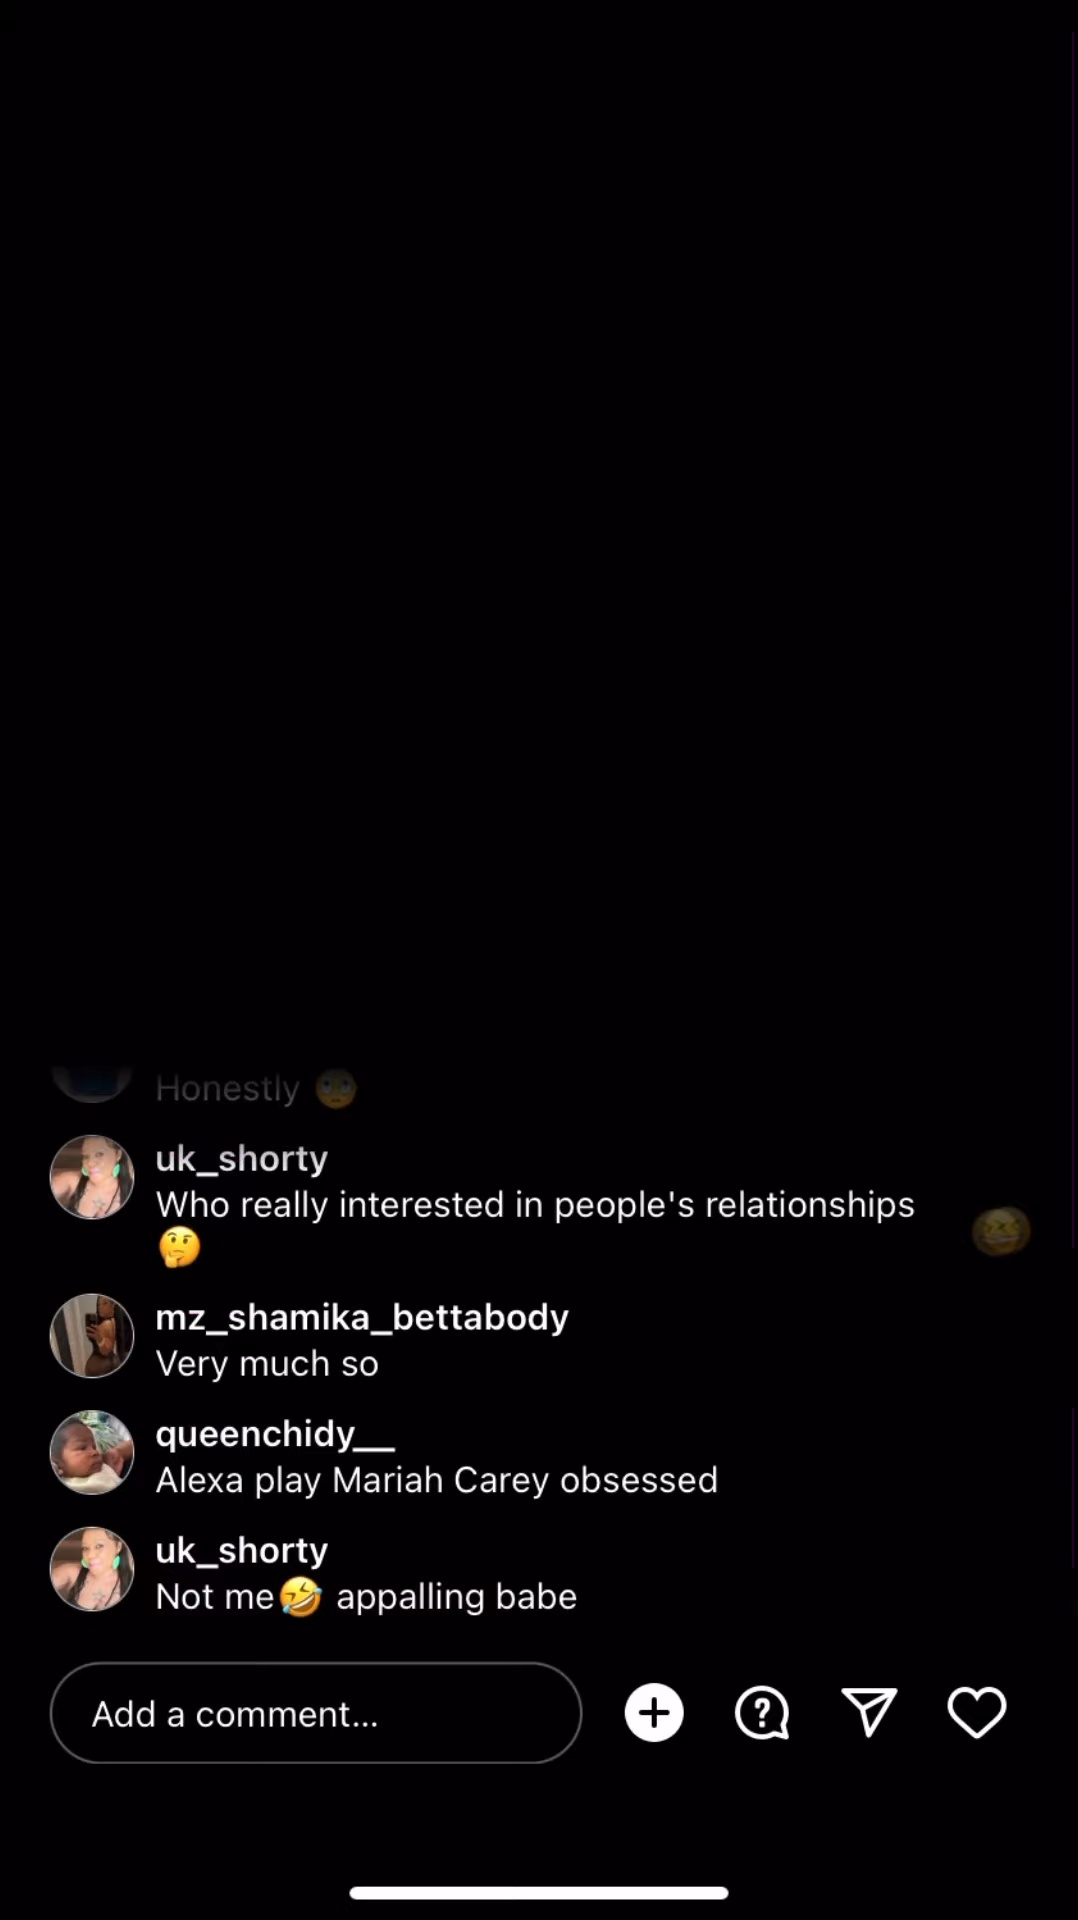 Honestly 🙄
uk_shorty
Who really interested in people's relationships
🤔
mz_shamika_bettabody
Very much so
queenchidy__
Alexa play Mariah Carey obsessed
uk_shorty
Not me🤣 appalling babe
Add a comment...